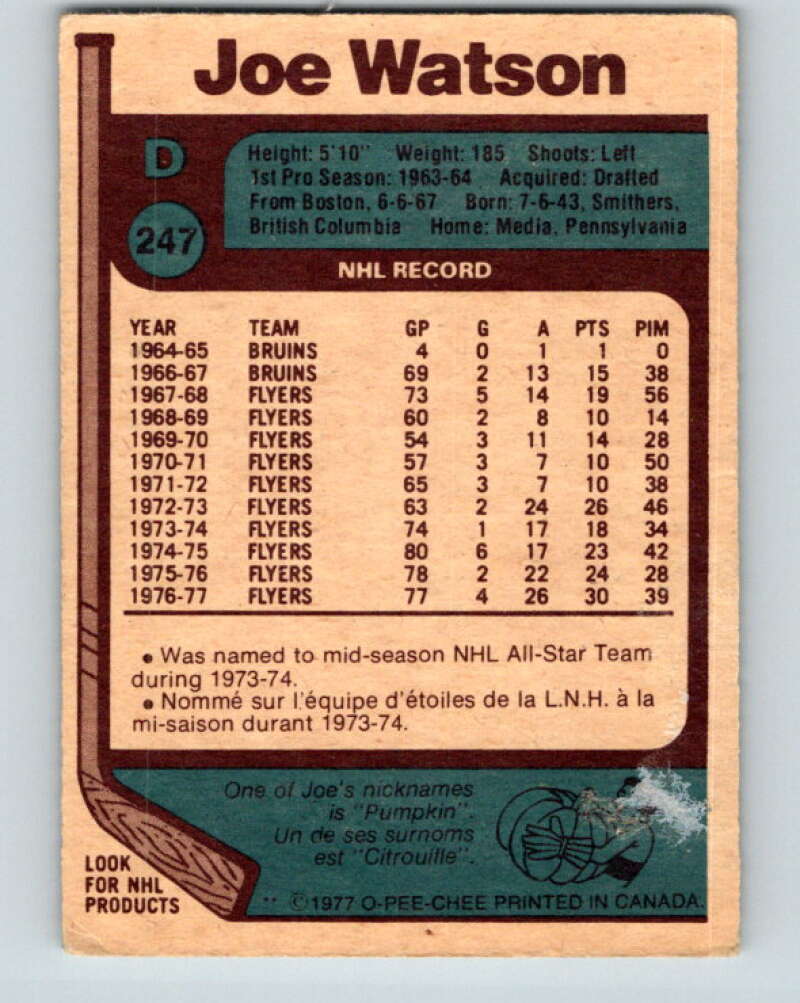 Joe Watson
D
247
Height: 5'10" Weight: 185 Shoots: Left
1st Pro Season: 1963-64 Acquired: Drafted
From Boston, 6-6-67 Born: 7-6-43, Smithers,
British Columbia Home: Media, Pennsylvania
NHL RECORD
YEAR TEAM GP G A PTS PIM
1964-65 BRUINS 4 0 1 1 0
1966-67 BRUINS 69 2 13 15 38
1967-68 FLYERS 73 5 14 19 56
1968-69 FLYERS 60 2 8 10 14
1969-70 FLYERS 54 3 11 14 28
1970-71 FLYERS 57 3 7 10 50
1971-72 FLYERS 65 3 7 10 38
1972-73 FLYERS 63 2 24 26 46
1973-74 FLYERS 74 1 17 18 34
1974-75 FLYERS 80 6 17 23 42
1975-76 FLYERS 78 2 22 24 28
1976-77 FLYERS 77 4 26 30 39
• Was named to mid-season NHL All-Star Team
during 1973-74.
• Nommé sur l'équipe d'étoiles de la L.N.H. à la
mi-saison durant 1973-74.
One of Joe's nicknames
is "Pumpkin".
Un de ses surnoms
est "Citrouille".
LOOK
FOR NHL
PRODUCTS
** ©1977 O-PEE-CHEE PRINTED IN CANADA.